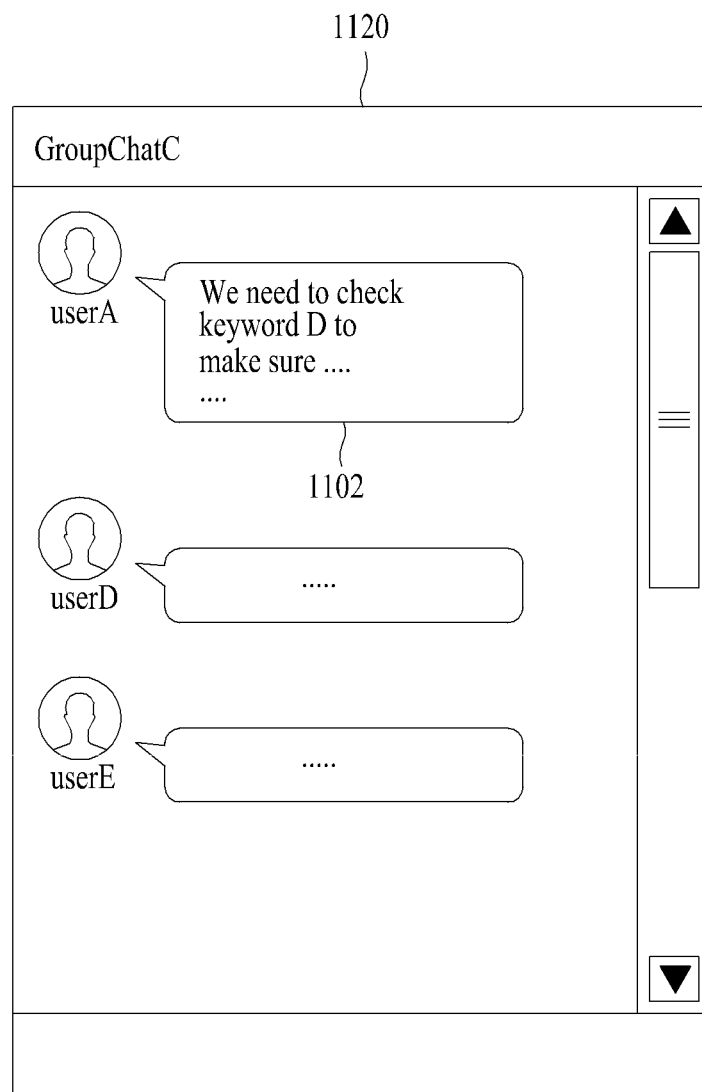 1120
GroupChatC
We need to check
keyword D to
make sure ....
....
userA
1102
.....
userD
.....
userE